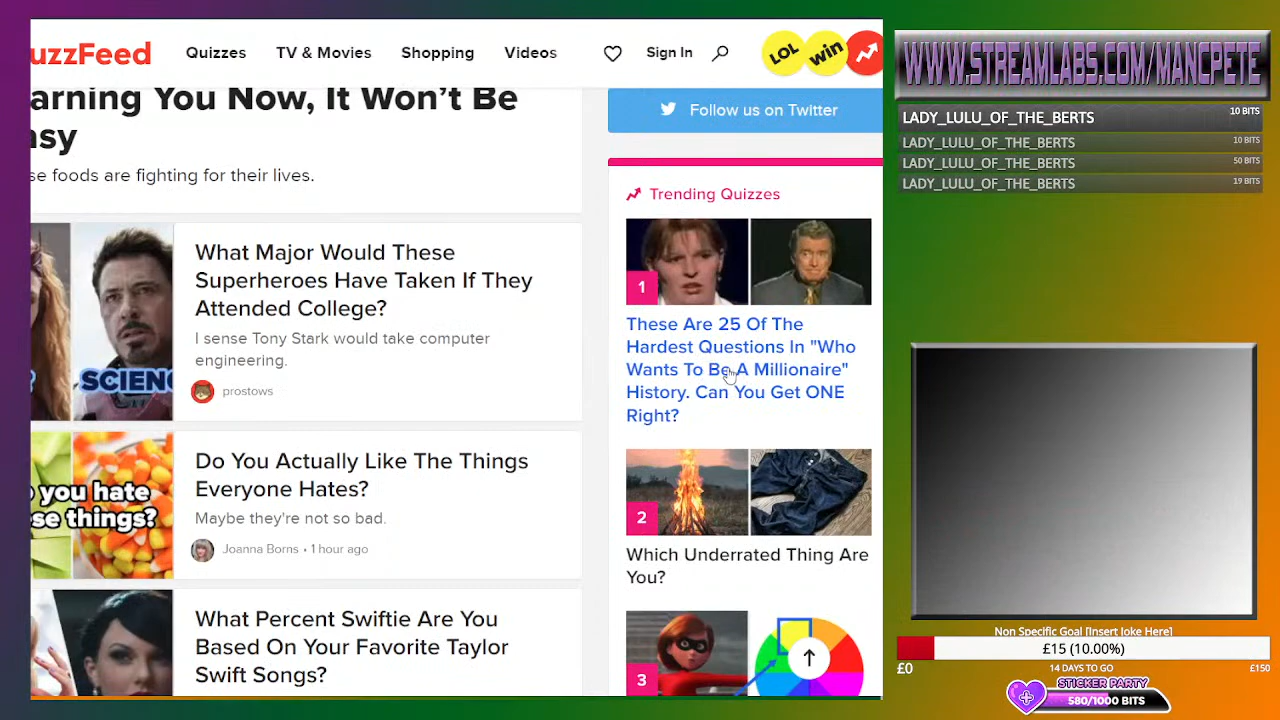 uzzFeed
Quizzes
TV & Movies
Shopping
Videos
Sign In
LOL
win
arning You Now, It Won't Be
asy
se foods are fighting for their lives.
What Major Would These
Superheroes Have Taken If They
Attended College?
I sense Tony Stark would take computer
engineering.
prostows
SCIENC
Do You Actually Like The Things
Everyone Hates?
Maybe they're not so bad.
Joanna Borns • 1 hour ago
you hate
se things?
What Percent Swiftie Are You
Based On Your Favorite Taylor
Swift Songs?
Follow us on Twitter
Trending Quizzes
1
These Are 25 Of The
Hardest Questions In "Who
Wants To Be A Millionaire"
History. Can You Get ONE
Right?
2
Which Underrated Thing Are
You?
3
WWW.STREAMLABS.COM/MANCPETE
LADY_LULU_OF_THE_BERTS 10 BITS
LADY_LULU_OF_THE_BERTS 10 BITS
LADY_LULU_OF_THE_BERTS 50 BITS
LADY_LULU_OF_THE_BERTS 19 BITS
Non Specific Goal [Insert Joke Here]
£15 (10.00%)
£0 14 DAYS TO GO £150
STICKER PARTY
580/1000 BITS